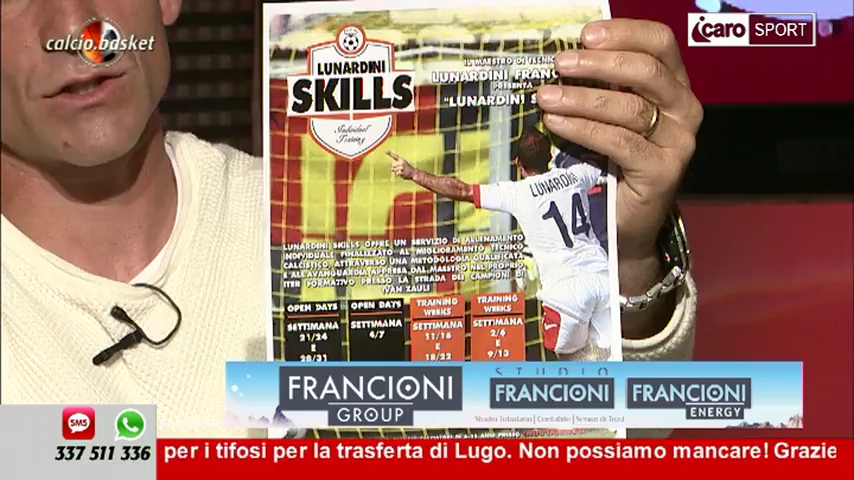 calcio.basket
icaro SPORT
LUNARDINI
SKILLS
Individual
Training
IL MAESTRO DI
LUNARDINI
PRESENTA
"LUNARDINI
LUNARDINI
14
LUNARDINI SKILLS OFFRE UN SERVIZIO DI ALLENAMENTO
INDIVIDUALE FINALIZZATO AL MIGLIORAMENTO TECNICO
CALCISTICO, ATTRAVERSO UNA METODOLOGIA QUALIFICATA
E ALL'AVANGUARDIA APPRESA DAL MAESTRO NEL PROPRIO
ITER FORMATIVO PRESSO LA STRADA DEI CAMPIONI DI
IVAN ZAULI
OPEN DAYS
SETTIMANA
21/24
E
28/31
OPEN DAYS
SETTIMANA
4/7
TRAINING
WEEKS
SETTIMANA
11/15
E
18/22
TRAINING
WEEKS
SETTIMANA
2/6
E
9/13
FRANCIONI
GROUP
STUDIO
FRANCIONI
Studio Tributario | Contabile | Servizi di Trust
FRANCIONI
ENERGY
SMS
337 511 336
per i tifosi per la trasferta di Lugo. Non possiamo mancare! Grazie